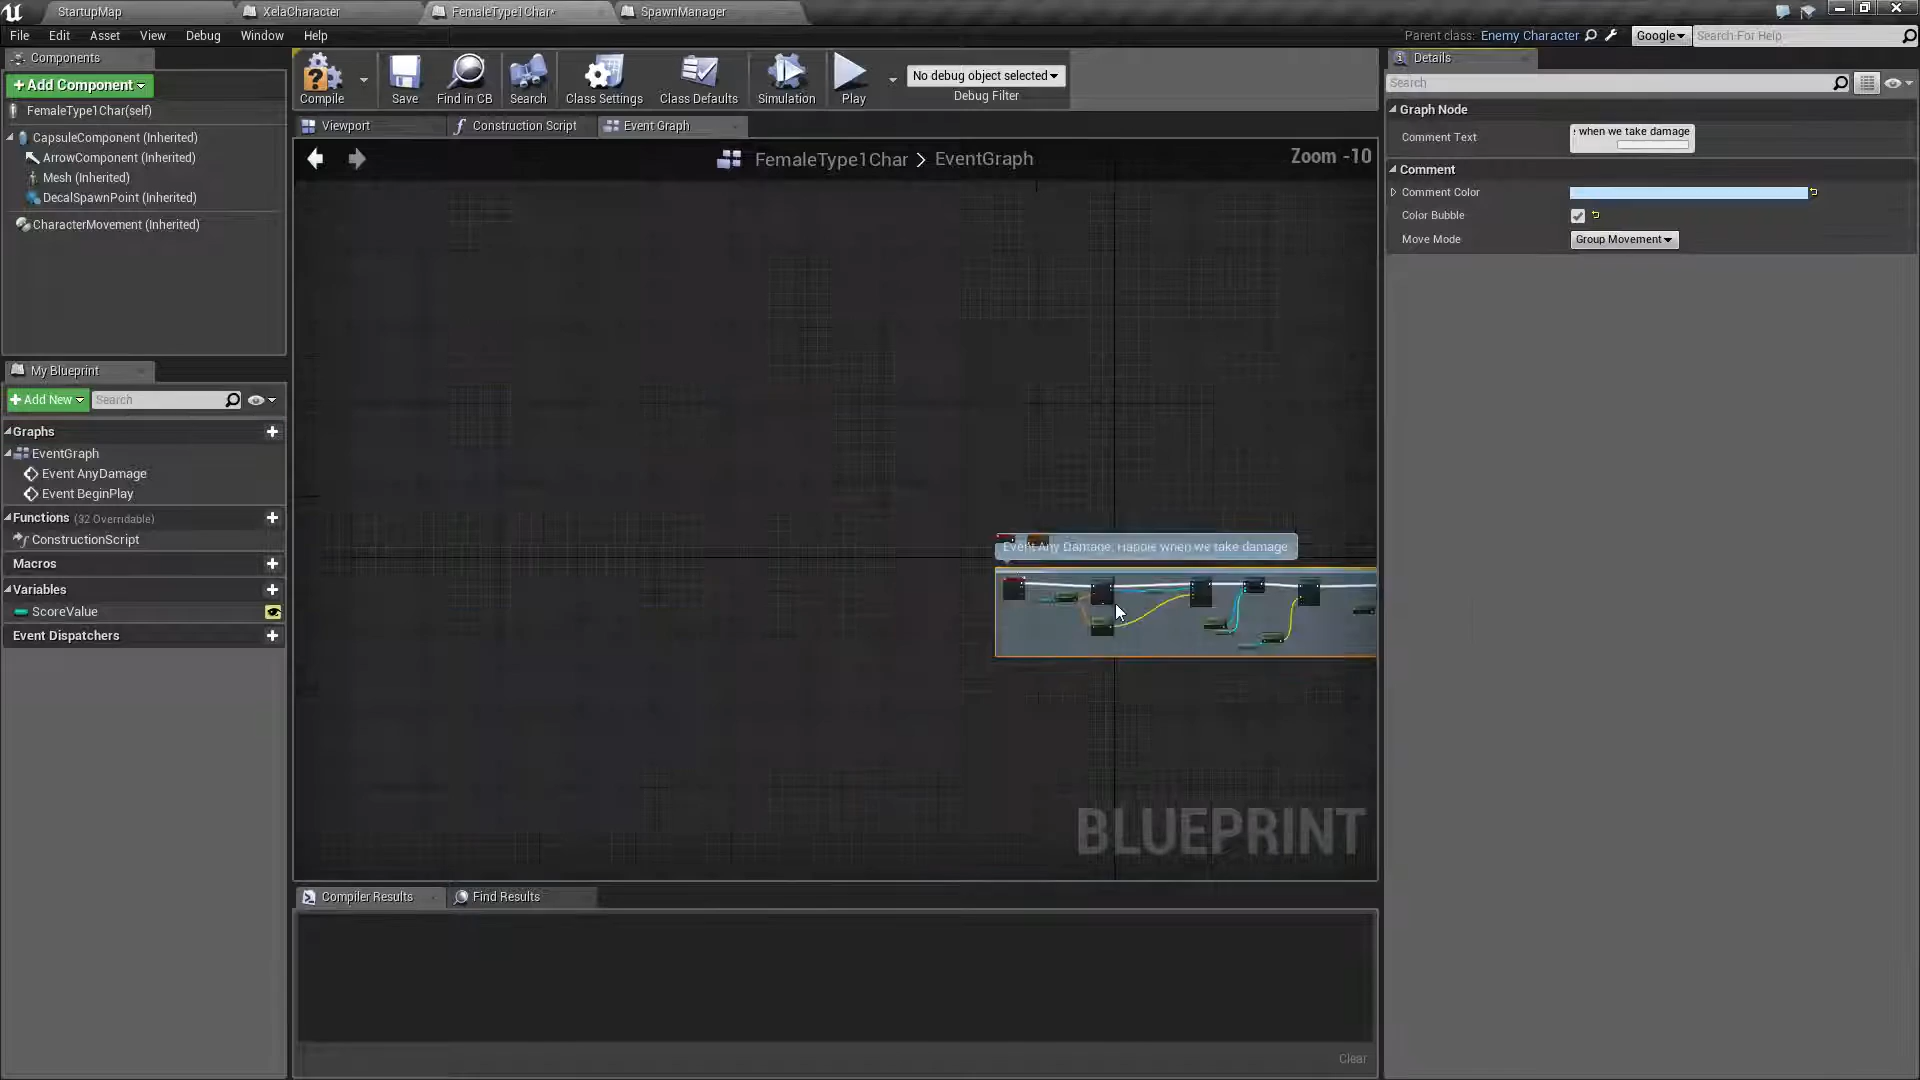 StartupMap
XelaCharacter
FemaleType1Char*
SpawnManager
File Edit Asset View Debug Window Help
Parent class: Enemy Character
Google
Search For Help
Components
+Add Component
FemaleType1Char(self)
CapsuleComponent (Inherited)
ArrowComponent (Inherited)
Mesh (Inherited)
DecalSpawnPoint (Inherited)
CharacterMovement (Inherited)
My Blueprint
+Add New
Search
Graphs
EventGraph
Event AnyDamage
Event BeginPlay
Functions (32 Overridable)
ConstructionScript
Macros
Variables
ScoreValue
Event Dispatchers
Compile
Save
Find in CB
Search
Class Settings
Class Defaults
Simulation
Play
No debug object selected
Debug Filter
Viewport
Construction Script
Event Graph
FemaleType1Char > EventGraph
Zoom -10
Event Any Damage: Handle when we take damage
BLUEPRINT
Compiler Results
Find Results
Clear
Details
Search
Graph Node
Comment Text
when we take damage
Comment
Comment Color
Color Bubble
Move Mode
Group Movement